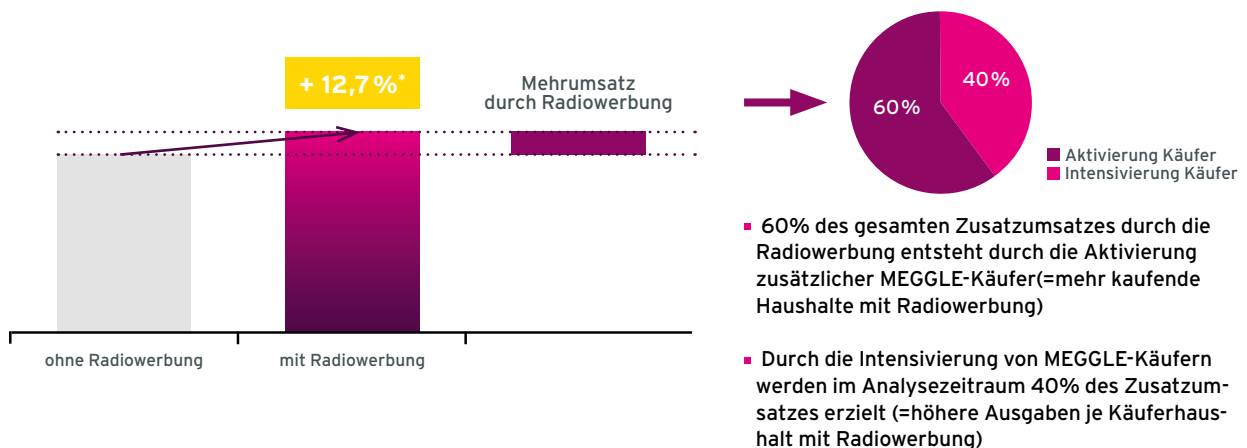 + 12,7 %*
Mehrumsatz
durch Radiowerbung
ohne Radiowerbung
mit Radiowerbung
60 %
40 %
Aktivierung Käufer
Intensivierung Käufer
▪ 60% des gesamten Zusatzumsatzes durch die
Radiowerbung entsteht durch die Aktivierung
zusätzlicher MEGGLE-Käufer(=mehr kaufende
Haushalte mit Radiowerbung)
▪ Durch die Intensivierung von MEGGLE-Käufern
werden im Analysezeitraum 40% des Zusatzum-
satzes erzielt (=höhere Ausgaben je Käuferhaus-
halt mit Radiowerbung)